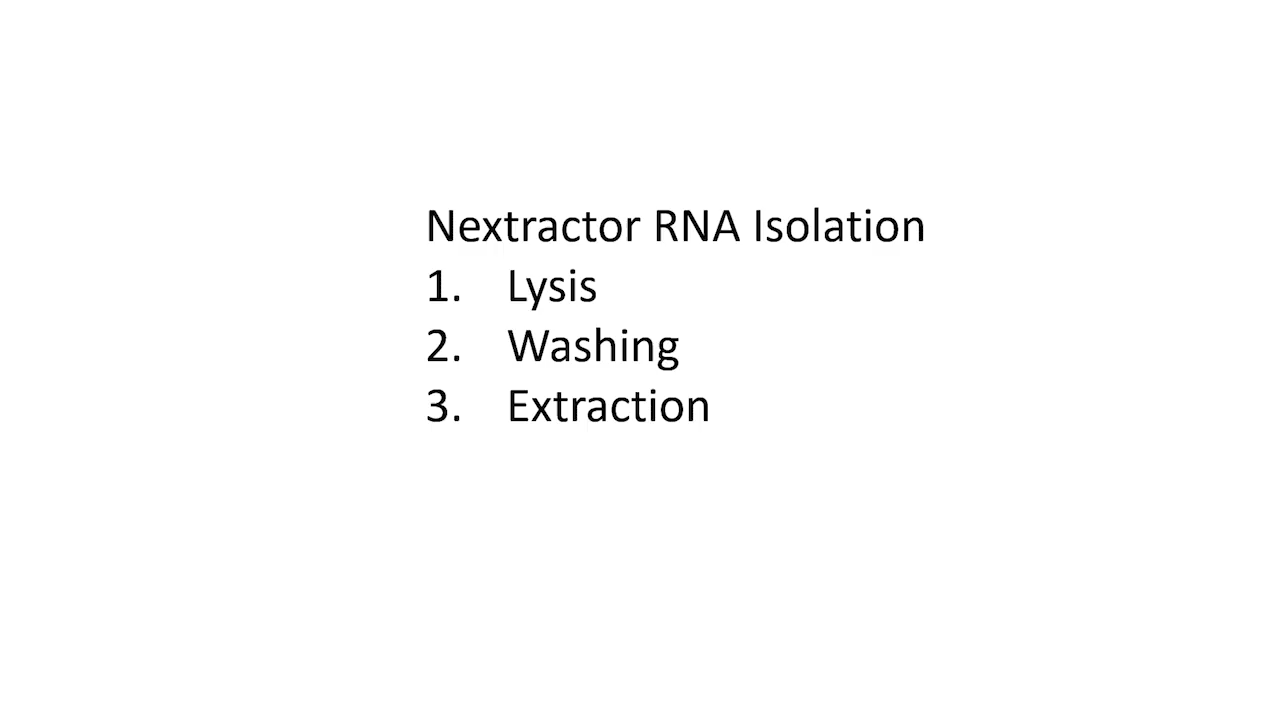 Nextractor RNA Isolation
1. Lysis
2. Washing
3. Extraction